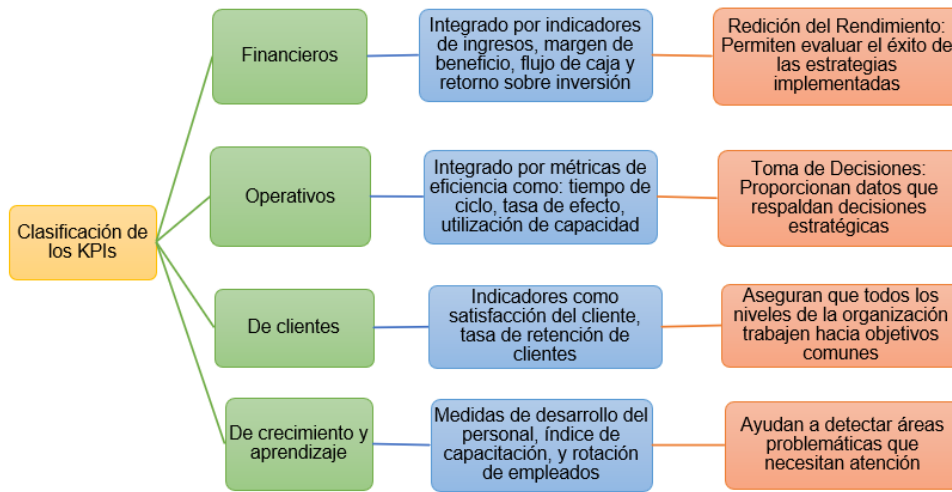 Clasificación de
los KPIs
Financieros
Integrado por indicadores
de ingresos, margen de
beneficio, flujo de caja y
retorno sobre inversión
Redición del Rendimiento:
Permiten evaluar el éxito de
las estrategias
implementadas
Operativos
Integrado por métricas de
eficiencia como: tiempo de
ciclo, tasa de efecto,
utilización de capacidad
Toma de Decisiones:
Proporcionan datos que
respaldan decisiones
estratégicas
De clientes
Indicadores como
satisfacción del cliente,
tasa de retención de
clientes
Aseguran que todos los
niveles de la organización
trabajen hacia objetivos
comunes
De crecimiento y
aprendizaje
Medidas de desarrollo del
personal, índice de
capacitación, y rotación
de empleados
Ayudan a detectar áreas
problemáticas que
necesitan atención